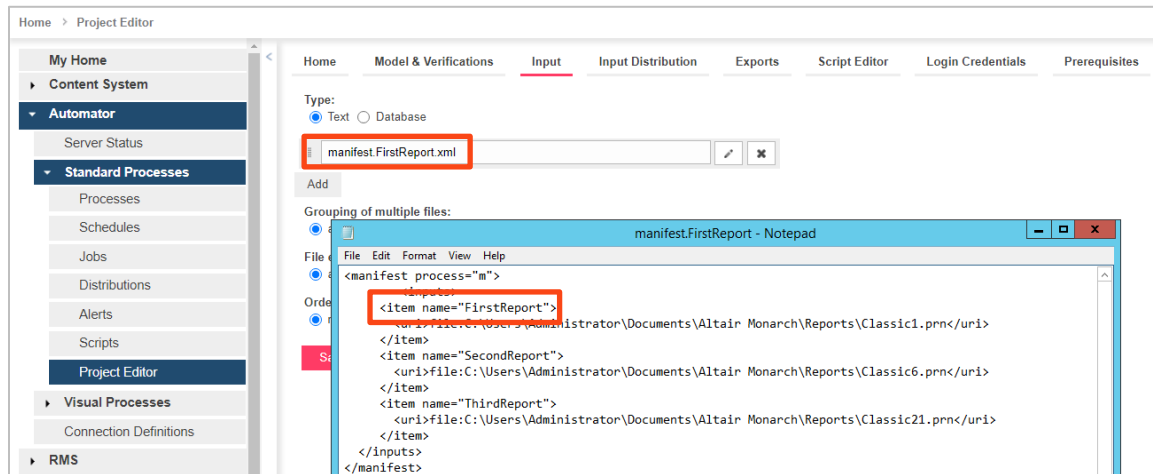 Home > Project Editor
My Home
Content System
Automator
Server Status
Standard Processes
Processes
Schedules
Jobs
Distributions
Alerts
Scripts
Project Editor
Visual Processes
Connection Definitions
RMS
Home Model & Verifications Input Input Distribution Exports Script Editor Login Credentials Prerequisites
Type:
Text Database
manifest.FirstReport.xml
Add
Grouping of multiple files:
File
Orde
manifest.FirstReport - Notepad
File Edit Format View Help
<manifest process="m">
<inputs>
<item name="FirstReport">
<uri>file:C:\Users\Administrator\Documents\Altair Monarch\Reports\Classic1.prn</uri>
</item>
<item name="SecondReport">
<uri>file:C:\Users\Administrator\Documents\Altair Monarch\Reports\Classic6.prn</uri>
</item>
<item name="ThirdReport">
<uri>file:C:\Users\Administrator\Documents\Altair Monarch\Reports\Classic21.prn</uri>
</item>
</inputs>
</manifest>